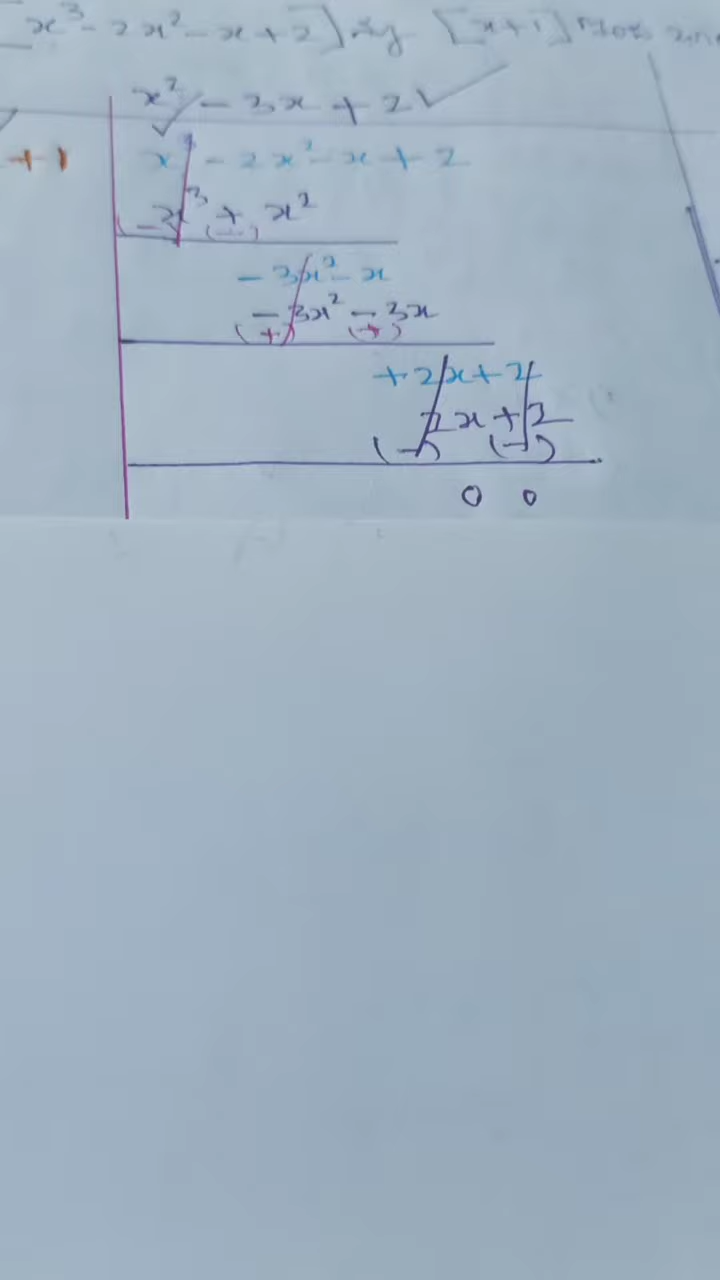 [x³ - 2x² - x + 2] by [x+1]
x² - 3x + 2
+1 x³ - 2x² - x + 2
x³ + x²
(-) (-)
- 3x² - x
- 3x² - 3x
(+) (+)
+ 2x + 2
2x + 2
(-) (-)
0 0